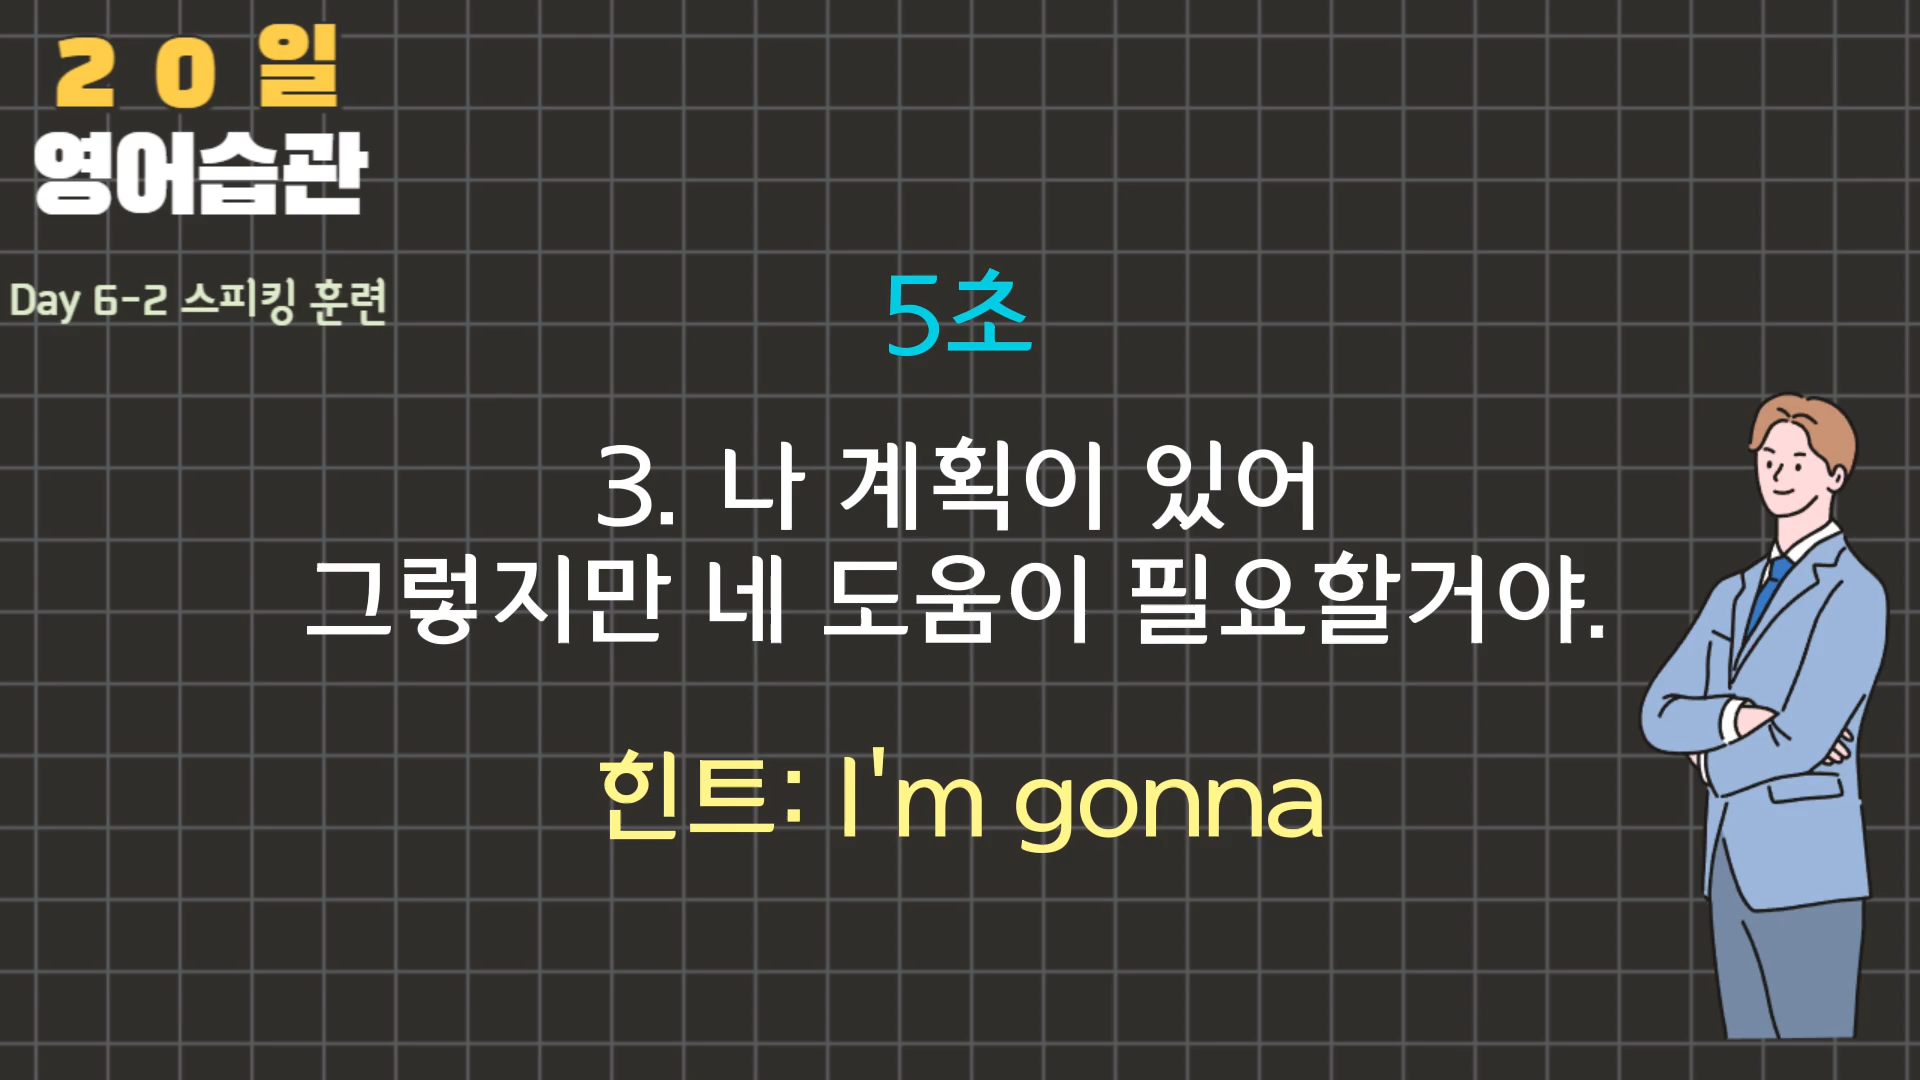 20일
영어습관
Day 6-2 스피킹 훈련
5초
3. 나 계획이 있어
그렇지만 네 도움이 필요할거야.
힌트: I'm gonna